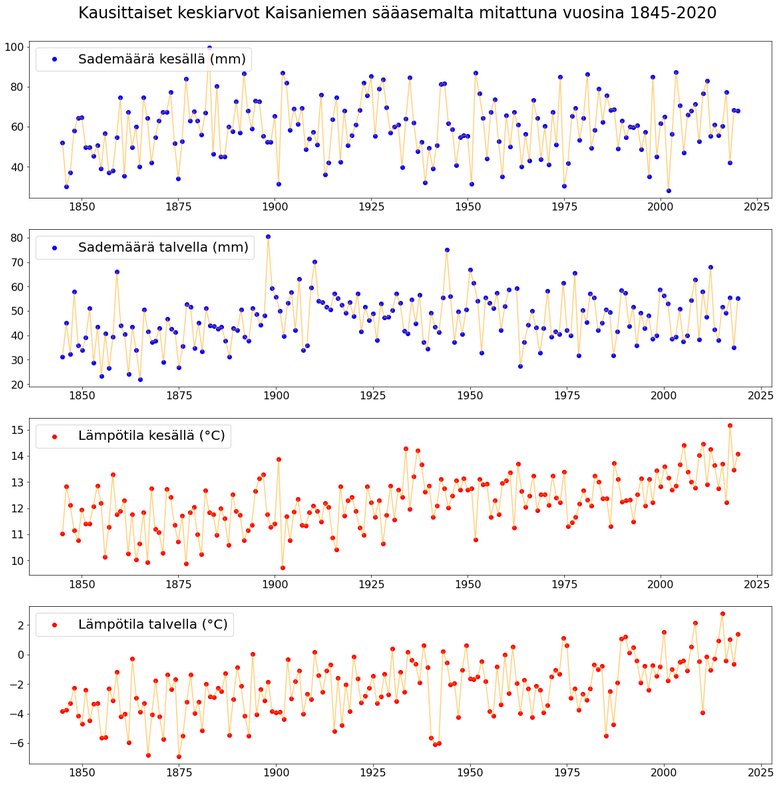 Kausittaiset keskiarvot Kaisaniemen sääasemalta mitattuna vuosina 1845-2020
Sademäärä kesällä (mm)
100
80
60
40
1850 1875 1900 1925 1950 1975 2000 2025
Sademäärä talvella (mm)
80
70
60
50
40
30
20
1850 1875 1900 1925 1950 1975 2000 2025
Lämpötila kesällä (°C)
15
14
13
12
11
10
1850 1875 1900 1925 1950 1975 2000 2025
Lämpötila talvella (°C)
2
0
−2
−4
−6
1850 1875 1900 1925 1950 1975 2000 2025